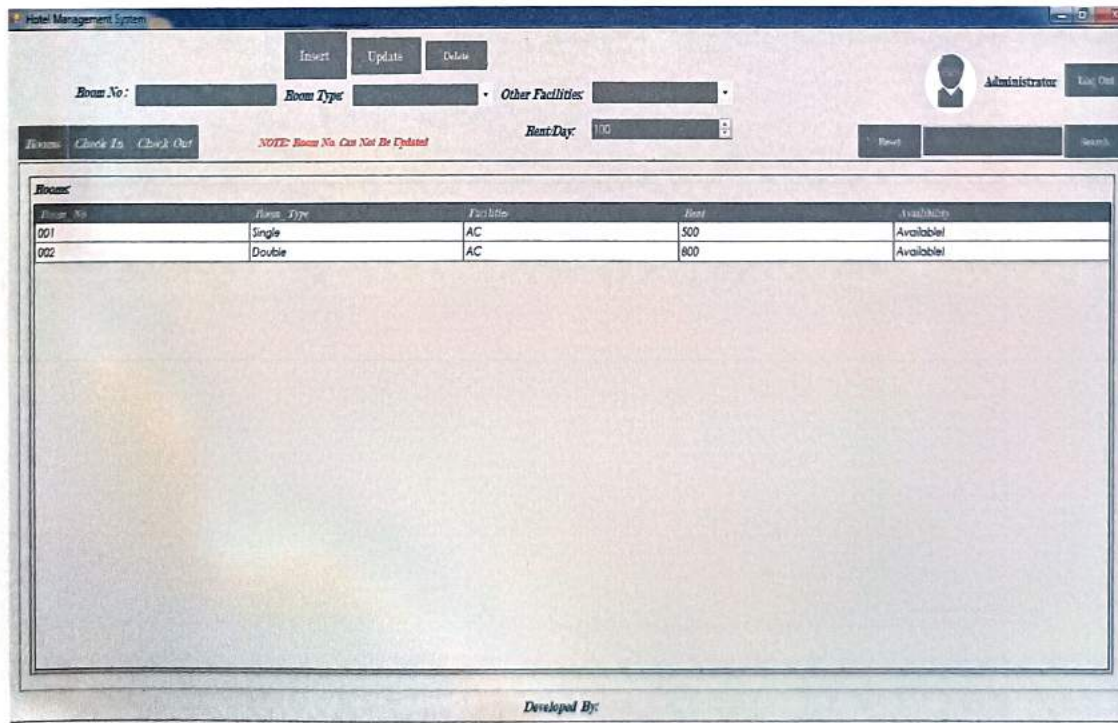 Hotel Management System
Insert Update Delete
Administrator Log Out
Room No : Room Type: Other Facilities:
Rent/Day: 100
Rooms Check In Check Out NOTE: Room No. Can Not Be Updated Reset Search
Rooms
Room_No Room_Type Facilities Rent Availibility
001 Single AC 500 Available!
002 Double AC 800 Available!
Developed By: